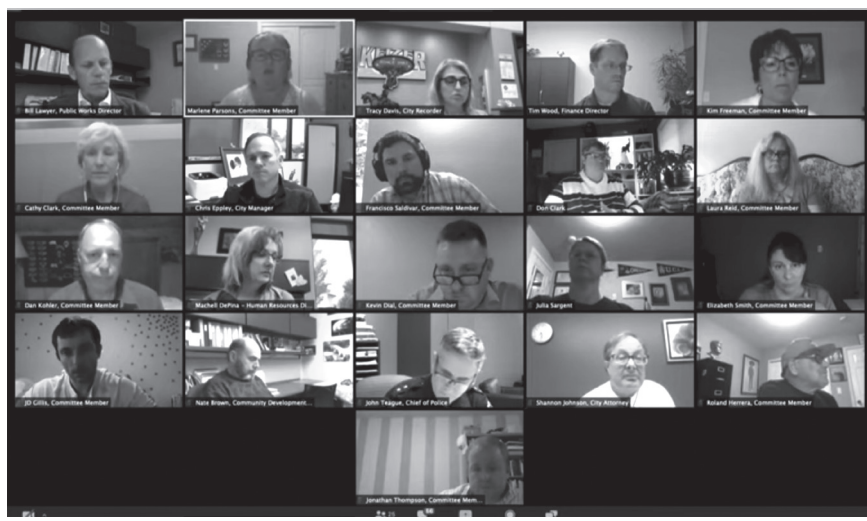 KEIZER
Bill Lawyer, Public Works Director
Marlene Parsons, Committee Member
Tracy Davis, City Recorder
Tim Wood, Finance Director
Kim Freeman, Committee Member
Cathy Clark, Committee Member
Chris Eppley, City Manager
Francisco Saldivar, Committee Member
Don Clark
Laura Reid, Committee Member
Dan Kohler, Committee Member
Machell DePina - Human Resources Di...
Kevin Dial, Committee Member
Julia Sargent
Elizabeth Smith, Committee Member
JD Gillis, Committee Member
Nate Brown, Community Development...
John Teague, Chief of Police
Shannon Johnson, City Attorney
Roland Herrera, Committee Member
Jonathan Thompson, Committee Mem...
25